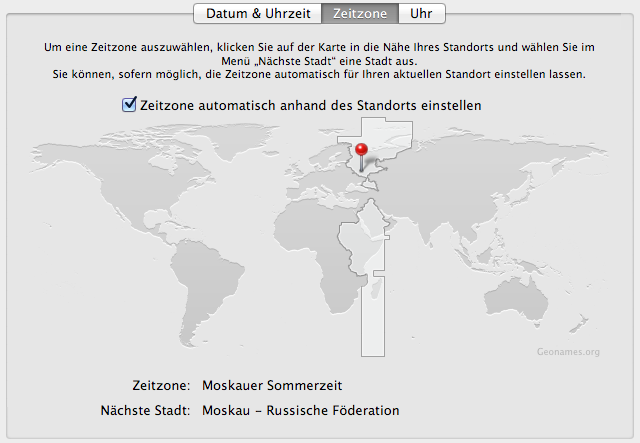 Datum & Uhrzeit Zeitzone Uhr
Um eine Zeitzone auszuwählen, klicken Sie auf der Karte in die Nähe Ihres Standorts und wählen Sie im
Menü „Nächste Stadt“ eine Stadt aus.
Sie können, sofern möglich, die Zeitzone automatisch für Ihren aktuellen Standort einstellen lassen.
Zeitzone automatisch anhand des Standorts einstellen
Geonames.org
Zeitzone: Moskauer Sommerzeit
Nächste Stadt: Moskau – Russische Föderation